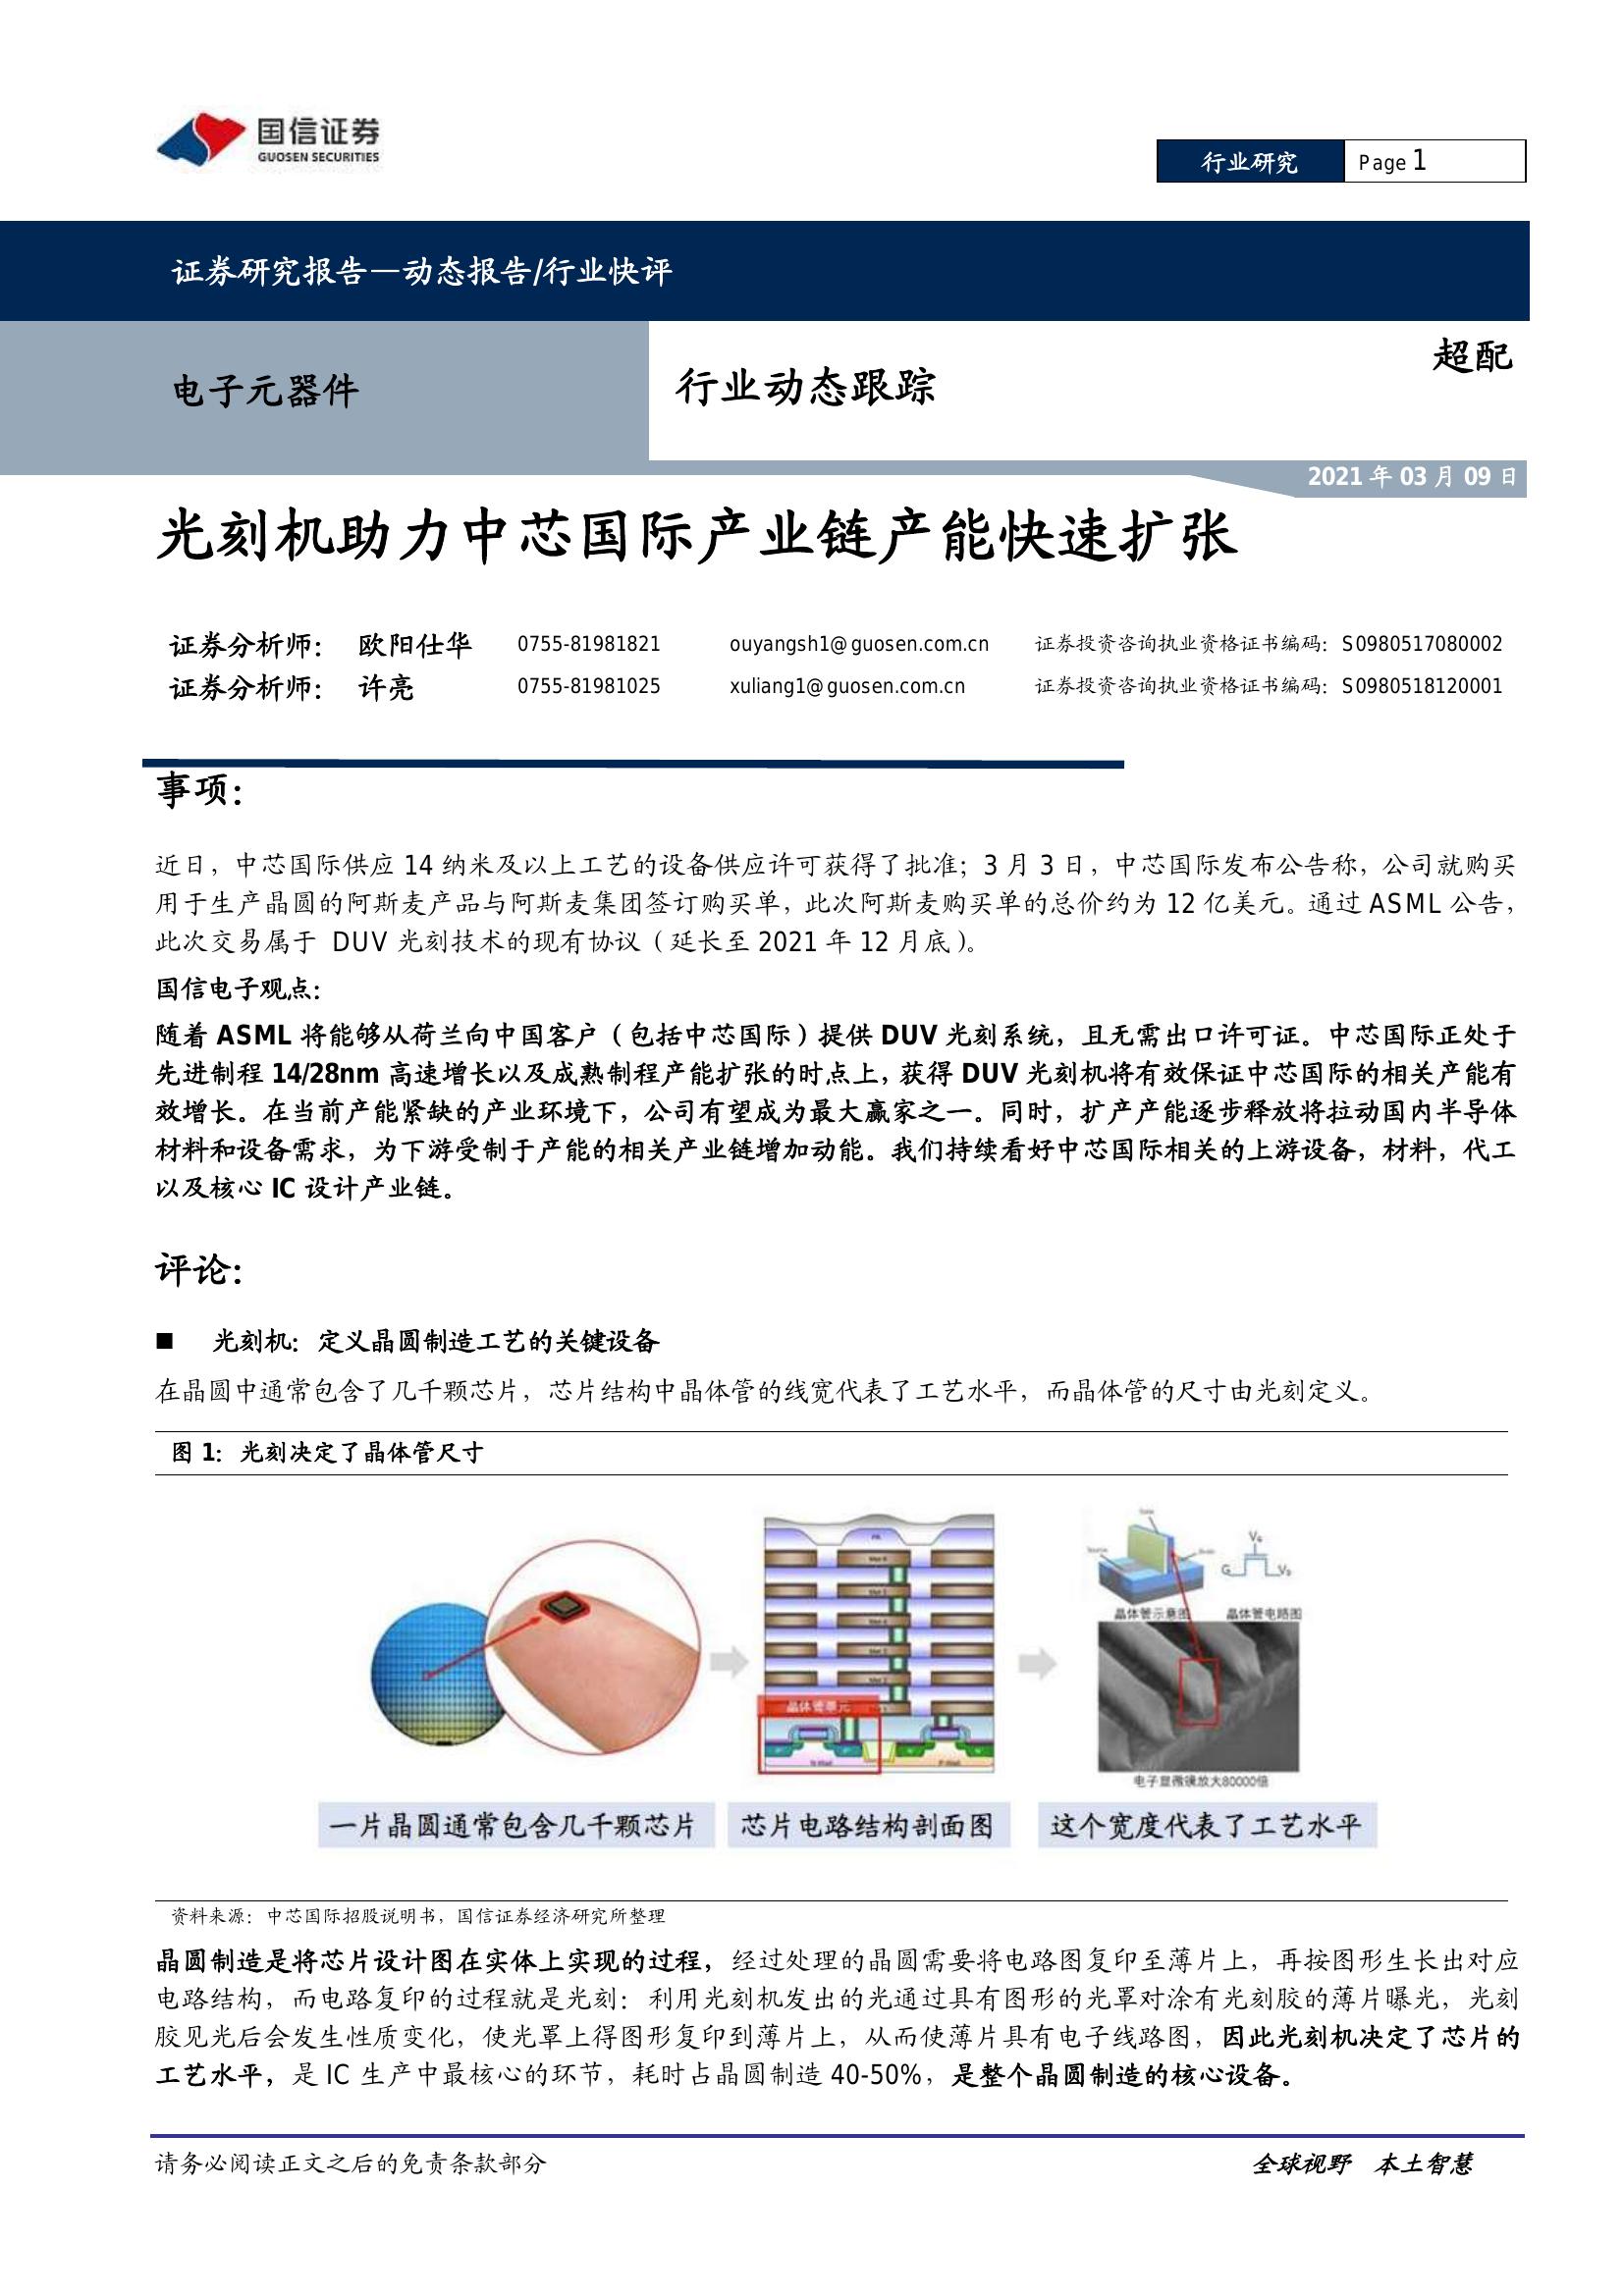 国信证券
GUOSEN SECURITIES
行业研究
Page 1
证券研究报告—动态报告/行业快评
电子元器件
行业动态跟踪
超配
2021 年 03 月 09 日
光刻机助力中芯国际产业链产能快速扩张
证券分析师： 欧阳仕华 0755-81981821 ouyangsh1@guosen.com.cn 证券投资咨询执业资格证书编码：S0980517080002
证券分析师： 许亮 0755-81981025 xuliang1@guosen.com.cn 证券投资咨询执业资格证书编码：S0980518120001
事项：
近日，中芯国际供应 14 纳米及以上工艺的设备供应许可获得了批准；3 月 3 日，中芯国际发布公告称，公司就购买
用于生产晶圆的阿斯麦产品与阿斯麦集团签订购买单，此次阿斯麦购买单的总价约为 12 亿美元。通过 ASML 公告，
此次交易属于 DUV 光刻技术的现有协议（延长至 2021 年 12 月底）。
国信电子观点：
随着 ASML 将能够从荷兰向中国客户（包括中芯国际）提供 DUV 光刻系统，且无需出口许可证。中芯国际正处于
先进制程 14/28nm 高速增长以及成熟制程产能扩张的时点上，获得 DUV 光刻机将有效保证中芯国际的相关产能有
效增长。在当前产能紧缺的产业环境下，公司有望成为最大赢家之一。同时，扩产产能逐步释放将拉动国内半导体
材料和设备需求，为下游受制于产能的相关产业链增加动能。我们持续看好中芯国际相关的上游设备，材料，代工
以及核心 IC 设计产业链。
评论：
■ 光刻机：定义晶圆制造工艺的关键设备
在晶圆中通常包含了几千颗芯片，芯片结构中晶体管的线宽代表了工艺水平，而晶体管的尺寸由光刻定义。
图 1：光刻决定了晶体管尺寸
晶体管单元
晶体管示意图
晶体管电路图
电子显微镜放大80000倍
一片晶圆通常包含几千颗芯片
芯片电路结构剖面图
这个宽度代表了工艺水平
资料来源：中芯国际招股说明书，国信证券经济研究所整理
晶圆制造是将芯片设计图在实体上实现的过程，经过处理的晶圆需要将电路图复印至薄片上，再按图形生长出对应
电路结构，而电路复印的过程就是光刻：利用光刻机发出的光通过具有图形的光罩对涂有光刻胶的薄片曝光，光刻
胶见光后会发生性质变化，使光罩上得图形复印到薄片上，从而使薄片具有电子线路图，因此光刻机决定了芯片的
工艺水平，是 IC 生产中最核心的环节，耗时占晶圆制造 40-50%，是整个晶圆制造的核心设备。
请务必阅读正文之后的免责条款部分
全球视野 本土智慧